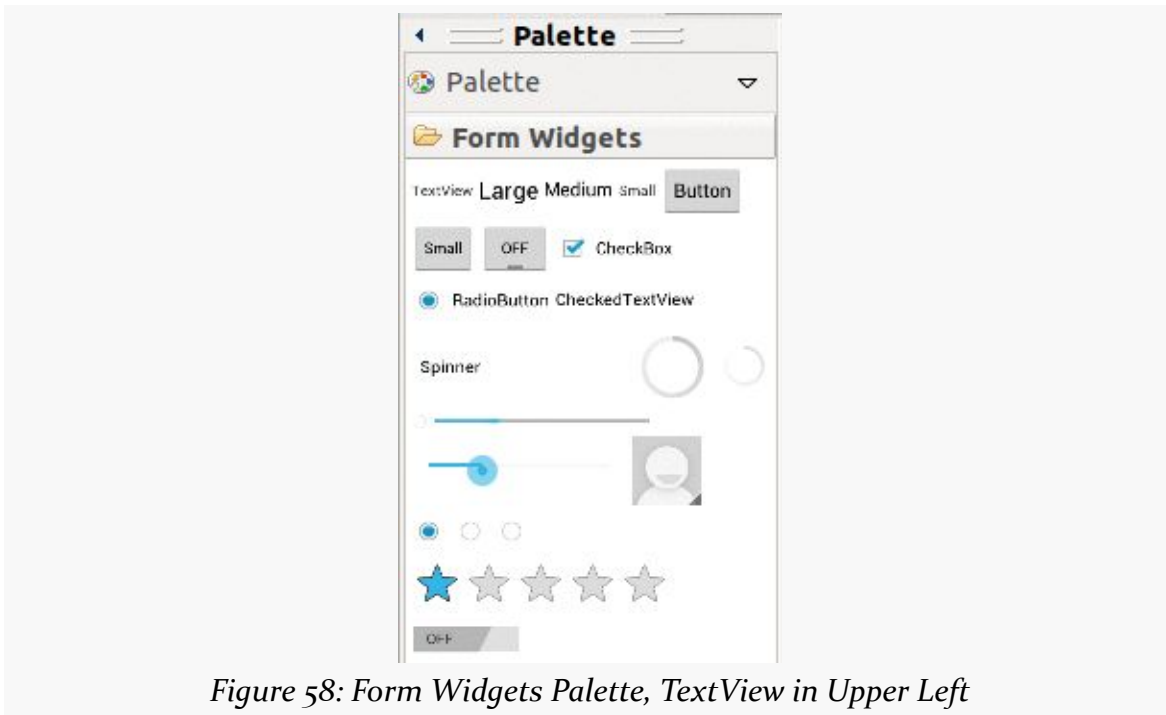 Palette
Palette
Form Widgets
TextView Large Medium Small Button
Small OFF CheckBox
RadioButton CheckedTextView
Spinner
OFF
Figure 58: Form Widgets Palette, TextView in Upper Left